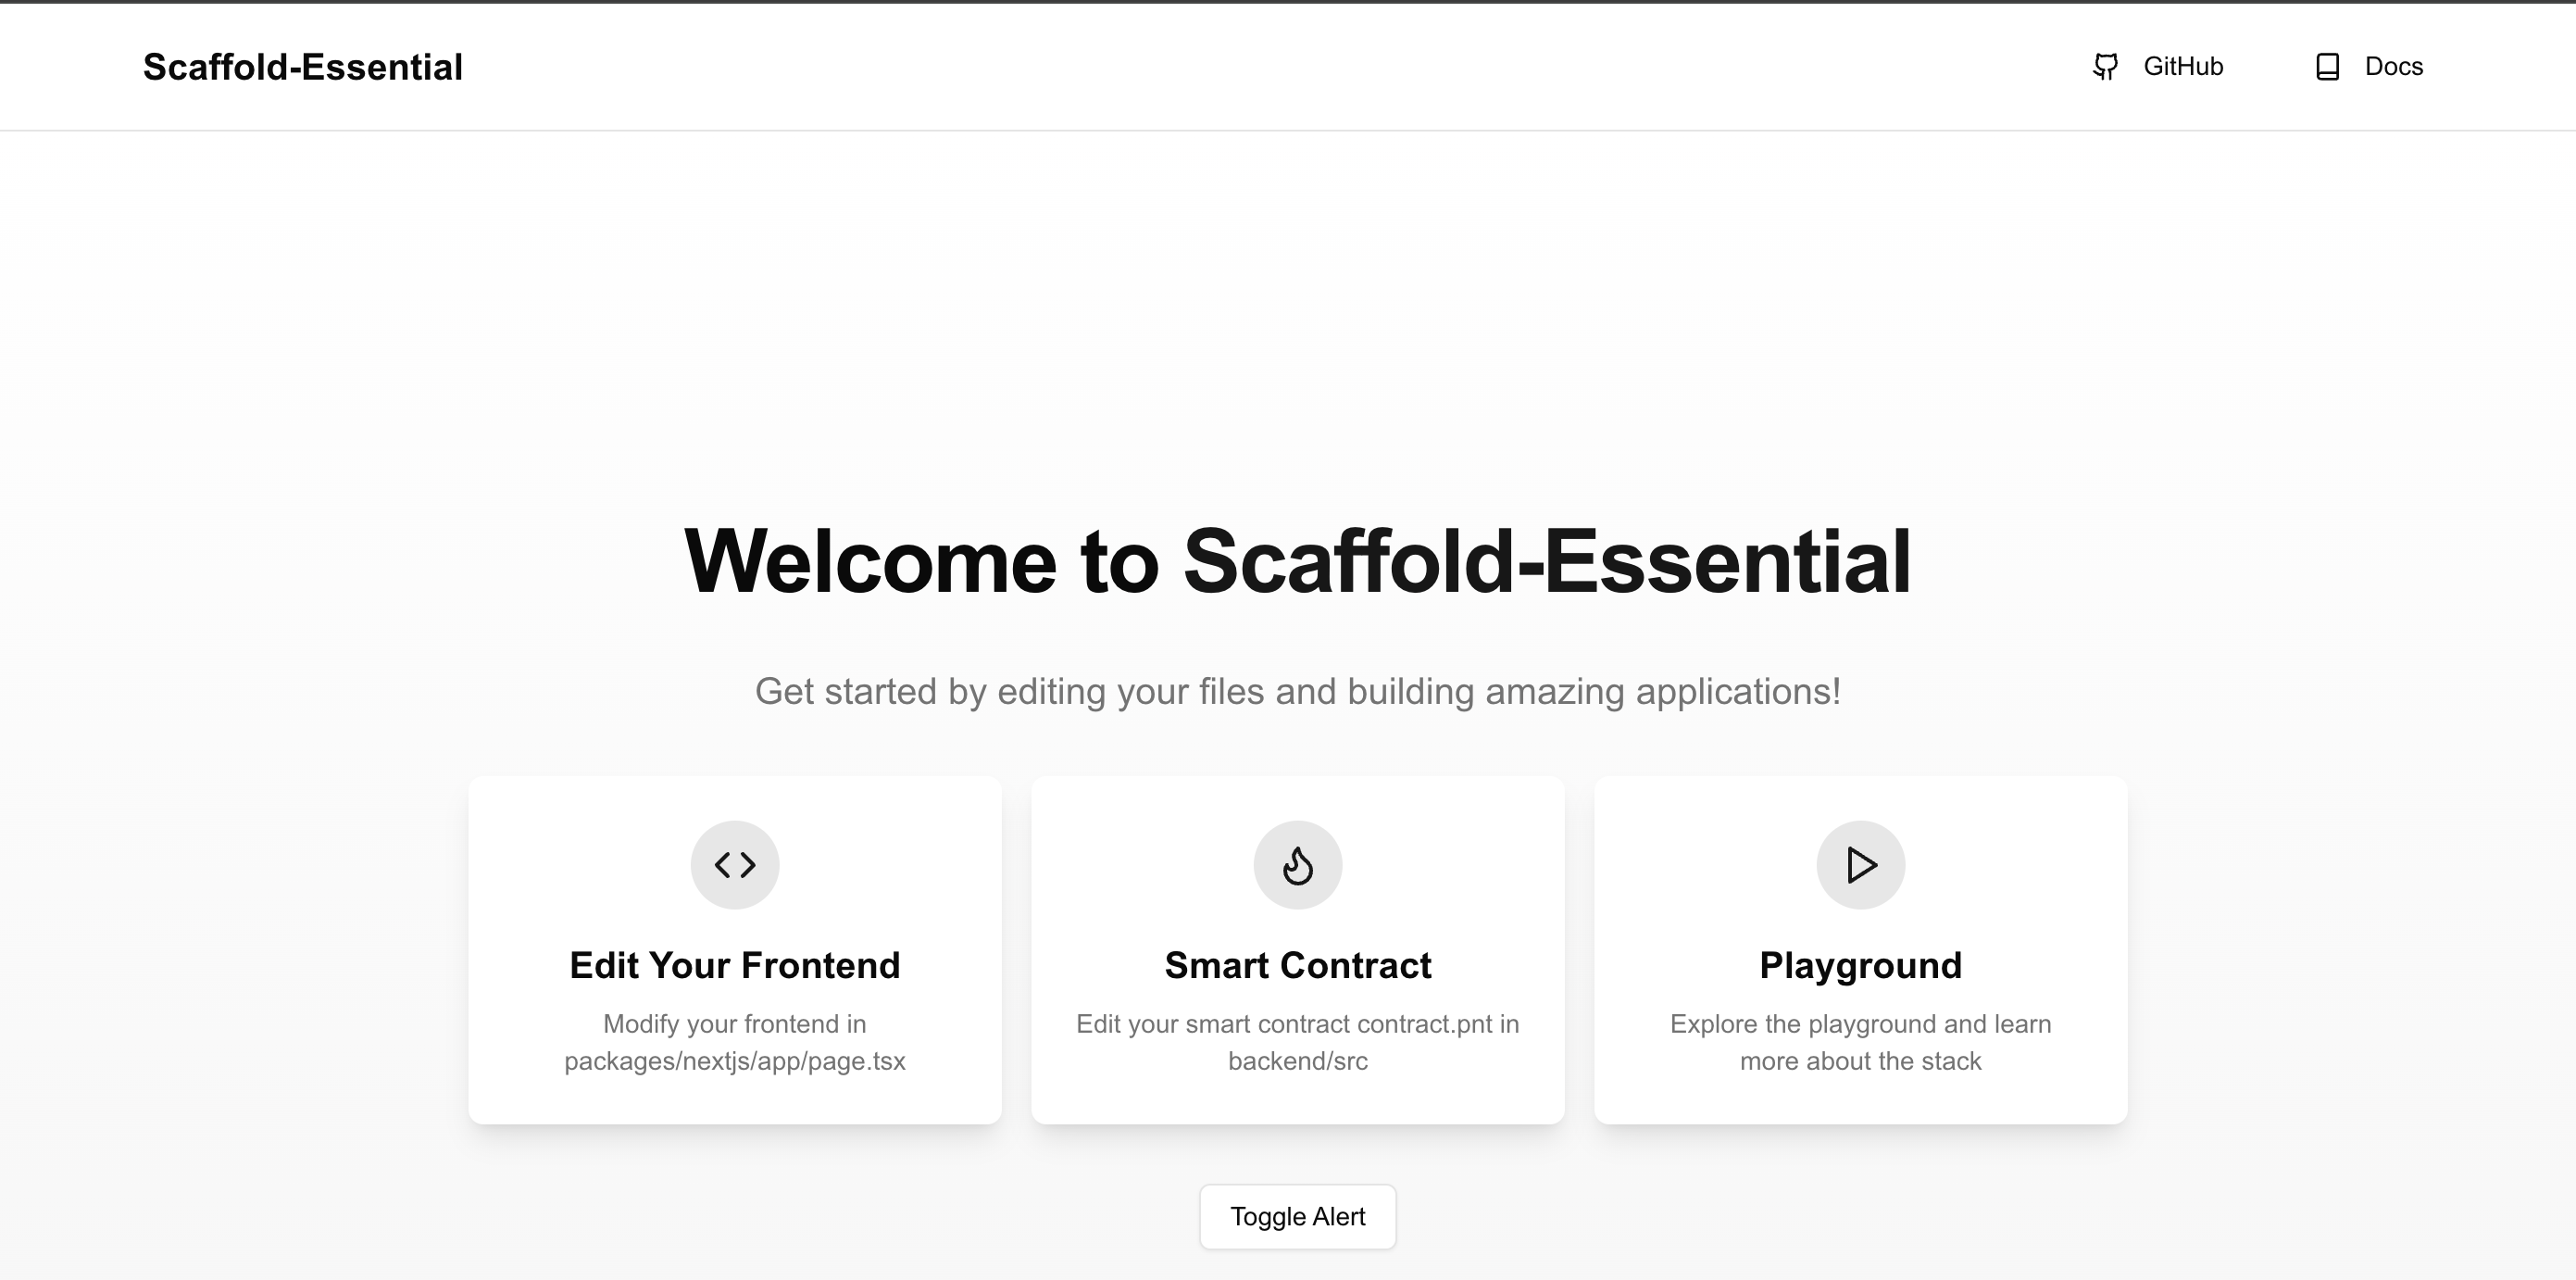 Scaffold-Essential
GitHub
Docs
Welcome to Scaffold-Essential
Get started by editing your files and building amazing applications!
Edit Your Frontend
Modify your frontend in
packages/nextjs/app/page.tsx
Smart Contract
Edit your smart contract contract.pnt in
backend/src
Playground
Explore the playground and learn
more about the stack
Toggle Alert